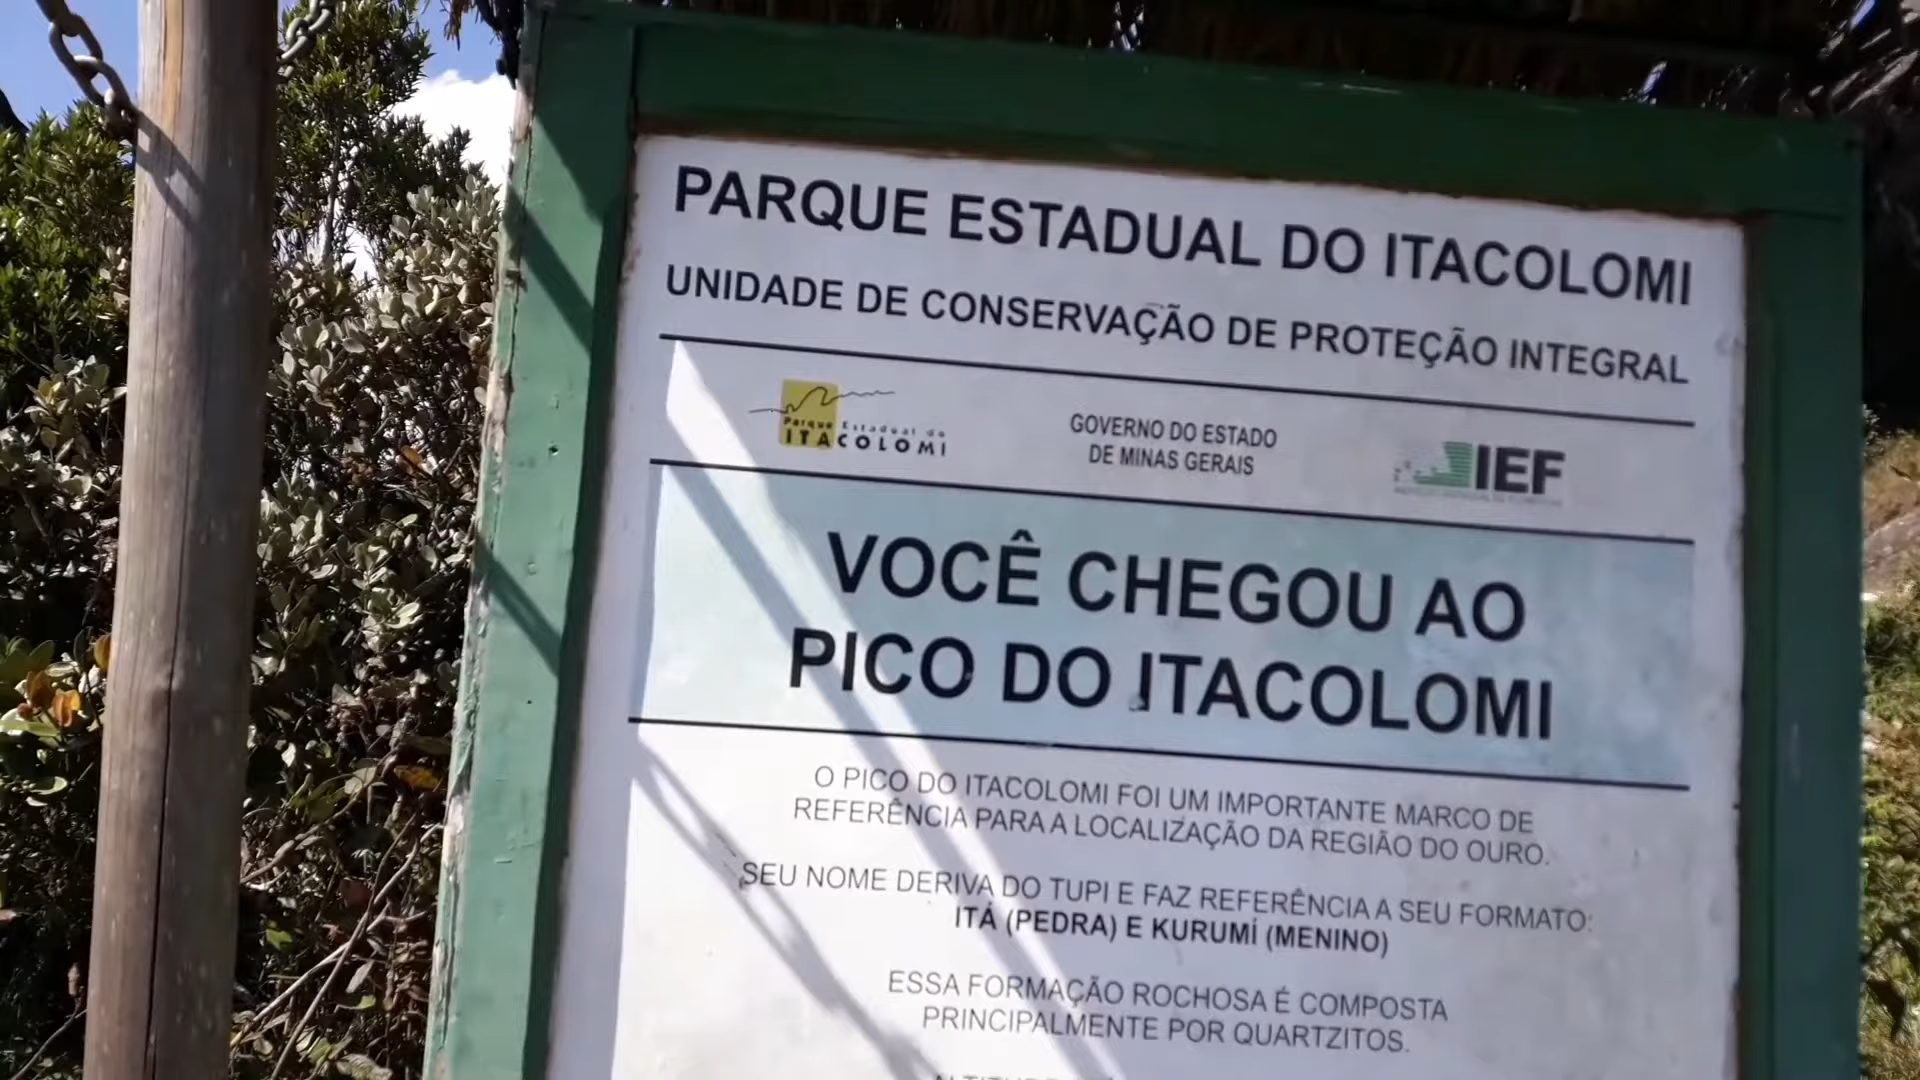 PARQUE ESTADUAL DO ITACOLOMI
UNIDADE DE CONSERVAÇÃO DE PROTEÇÃO INTEGRAL
Parque Estadual do
ITACOLOMI
GOVERNO DO ESTADO
DE MINAS GERAIS
IEF
VOCÊ CHEGOU AO
PICO DO ITACOLOMI
O PICO DO ITACOLOMI FOI UM IMPORTANTE MARCO DE
REFERÊNCIA PARA A LOCALIZAÇÃO DA REGIÃO DO OURO.
SEU NOME DERIVA DO TUPI E FAZ REFERÊNCIA A SEU FORMATO:
ITÁ (PEDRA) E KURUMÍ (MENINO)
ESSA FORMAÇÃO ROCHOSA É COMPOSTA
PRINCIPALMENTE POR QUARTZITOS.